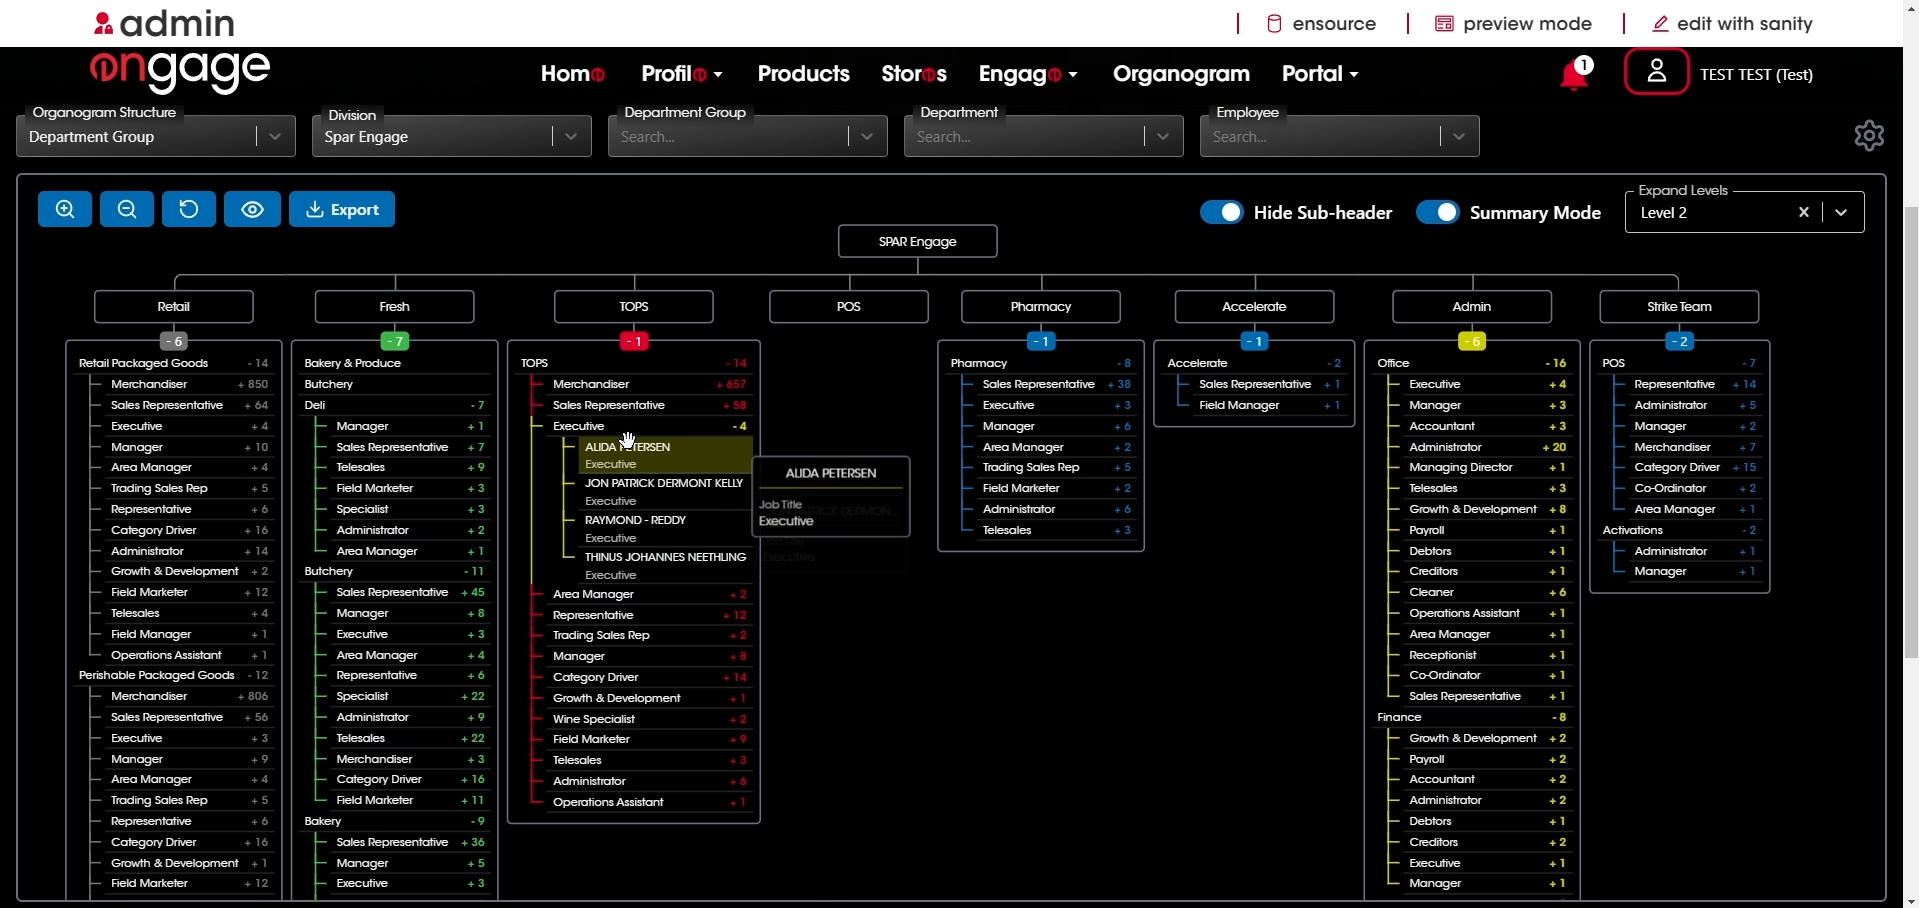 admin
ensource
preview mode
edit with sanity
engage
Home
Profile
Products
Stores
Engage
Organogram
Portal
1
TEST TEST (Test)
Organogram Structure
Department Group
Division
Spar Engage
Department Group
Search...
Department
Search...
Employee
Search...
Export
Hide Sub-header
Summary Mode
Expand Levels
Level 2
SPAR Engage
Retail
Fresh
TOPS
POS
Pharmacy
Accelerate
Admin
Strike Team
- 6
Retail Packaged Goods - 14
Merchandiser + 850
Sales Representative + 64
Executive + 4
Manager + 10
Area Manager + 4
Trading Sales Rep + 5
Representative + 6
Category Driver + 16
Administrator + 14
Growth & Development + 2
Field Marketer + 12
Telesales + 4
Field Manager + 1
Operations Assistant + 1
Perishable Packaged Goods - 12
Merchandiser + 806
Sales Representative + 56
Executive + 3
Manager + 9
Area Manager + 4
Trading Sales Rep + 5
Representative + 6
Category Driver + 16
Growth & Development + 1
Field Marketer + 12
- 7
Bakery & Produce
Butchery
Deli - 7
Manager + 1
Sales Representative + 7
Telesales + 9
Field Marketer + 3
Specialist + 3
Administrator + 2
Area Manager + 1
Butchery - 11
Sales Representative + 45
Manager + 8
Executive + 3
Area Manager + 4
Representative + 6
Specialist + 22
Administrator + 9
Telesales + 22
Merchandiser + 3
Category Driver + 16
Field Marketer + 11
Bakery - 9
Sales Representative + 36
Manager + 5
Executive + 3
- 1
TOPS - 14
Merchandiser + 657
Sales Representative + 58
Executive - 4
ALIDA PETERSEN
Executive
JON PATRICK DERMONT KELLY
Executive
RAYMOND - REDDY
Executive
THINUS JOHANNES NEETHLING
Executive
Area Manager + 2
Representative + 12
Trading Sales Rep + 2
Manager + 8
Category Driver + 14
Growth & Development + 1
Wine Specialist + 2
Field Marketer + 9
Telesales + 3
Administrator + 6
Operations Assistant + 1
ALIDA PETERSEN
Job Title
Executive
- 1
Pharmacy - 8
Sales Representative + 38
Executive + 3
Manager + 6
Area Manager + 2
Trading Sales Rep + 5
Field Marketer + 2
Administrator + 6
Telesales + 3
- 1
Accelerate - 2
Sales Representative + 1
Field Manager + 1
- 6
Office - 16
Executive + 4
Manager + 3
Accountant + 3
Administrator + 20
Managing Director + 1
Telesales + 3
Growth & Development + 8
Payroll + 1
Debtors + 1
Creditors + 1
Cleaner + 6
Operations Assistant + 1
Area Manager + 1
Receptionist + 1
Co-Ordinator + 1
Sales Representative + 1
Finance - 8
Growth & Development + 2
Payroll + 2
Accountant + 2
Administrator + 2
Debtors + 1
Creditors + 2
Executive + 1
Manager + 1
- 2
POS - 7
Representative + 14
Administrator + 5
Manager + 2
Merchandiser + 7
Category Driver + 15
Co-Ordinator + 2
Area Manager + 1
Activations - 2
Administrator + 1
Manager + 1